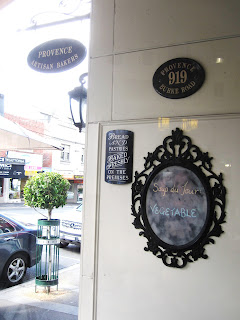 PROVENCE
ARTISAN BAKERS
PROVENCE
919
BURKE ROAD
BREAD
AND
PASTRIES
BAKED
FRESHLY
ON THE
PREMISES
Soup du Jour
VEGETABLE